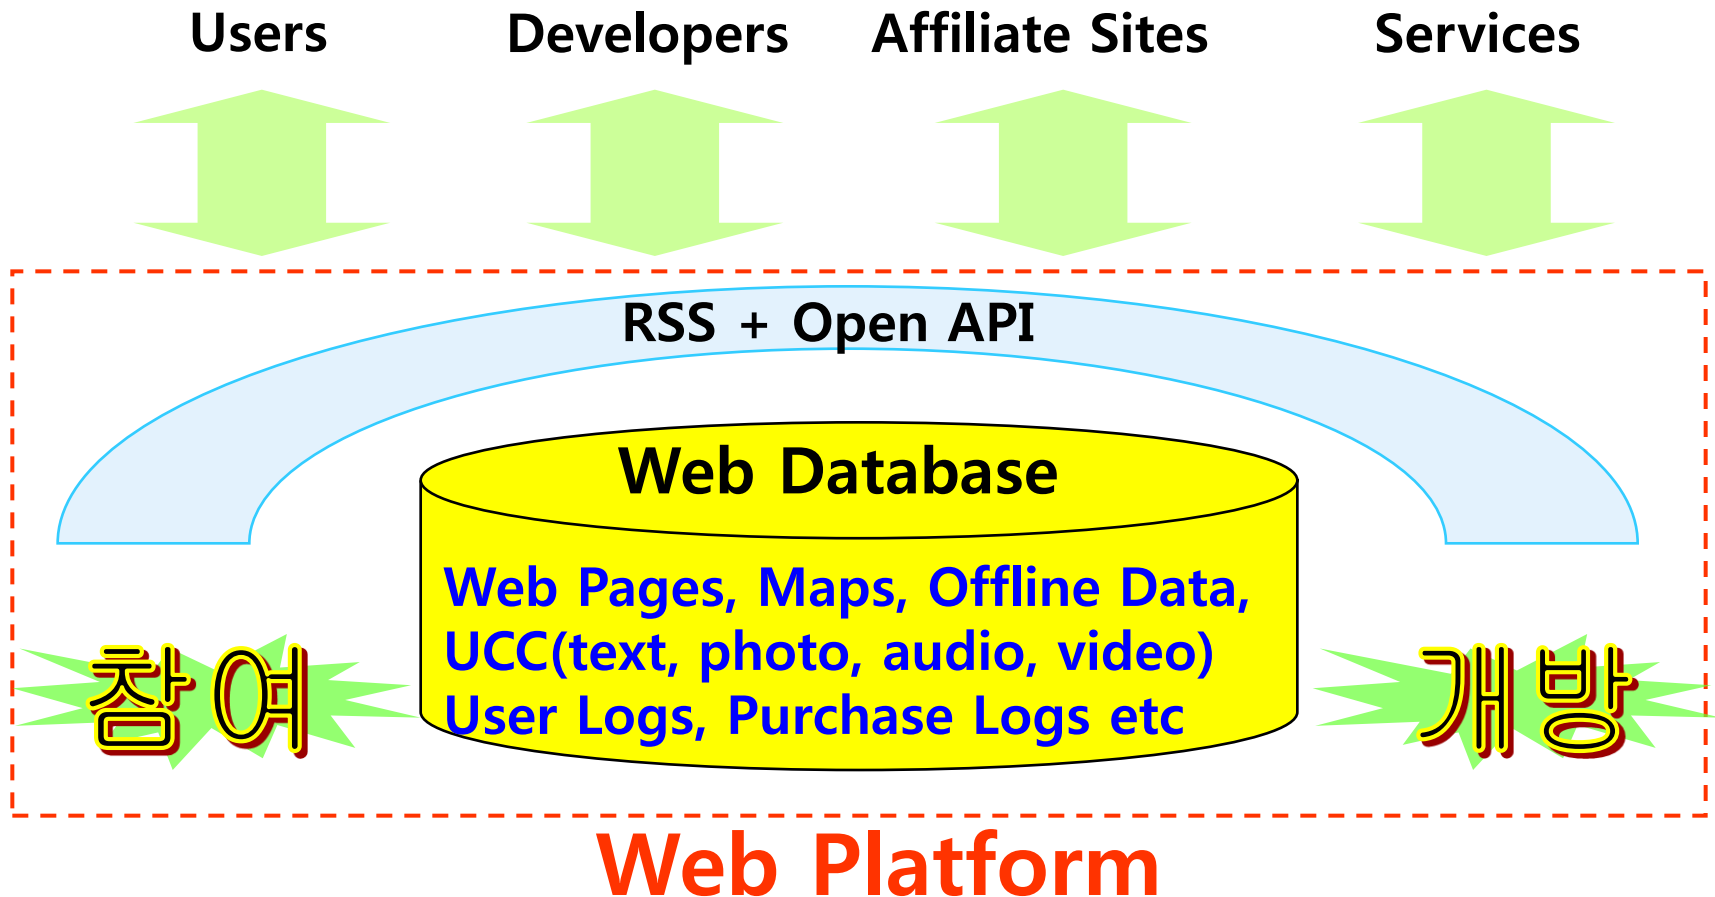 Users Developers Affiliate Sites Services
RSS + Open API
Web Database
Web Pages, Maps, Offline Data,
UCC(text, photo, audio, video)
User Logs, Purchase Logs etc
참여
개방
Web Platform